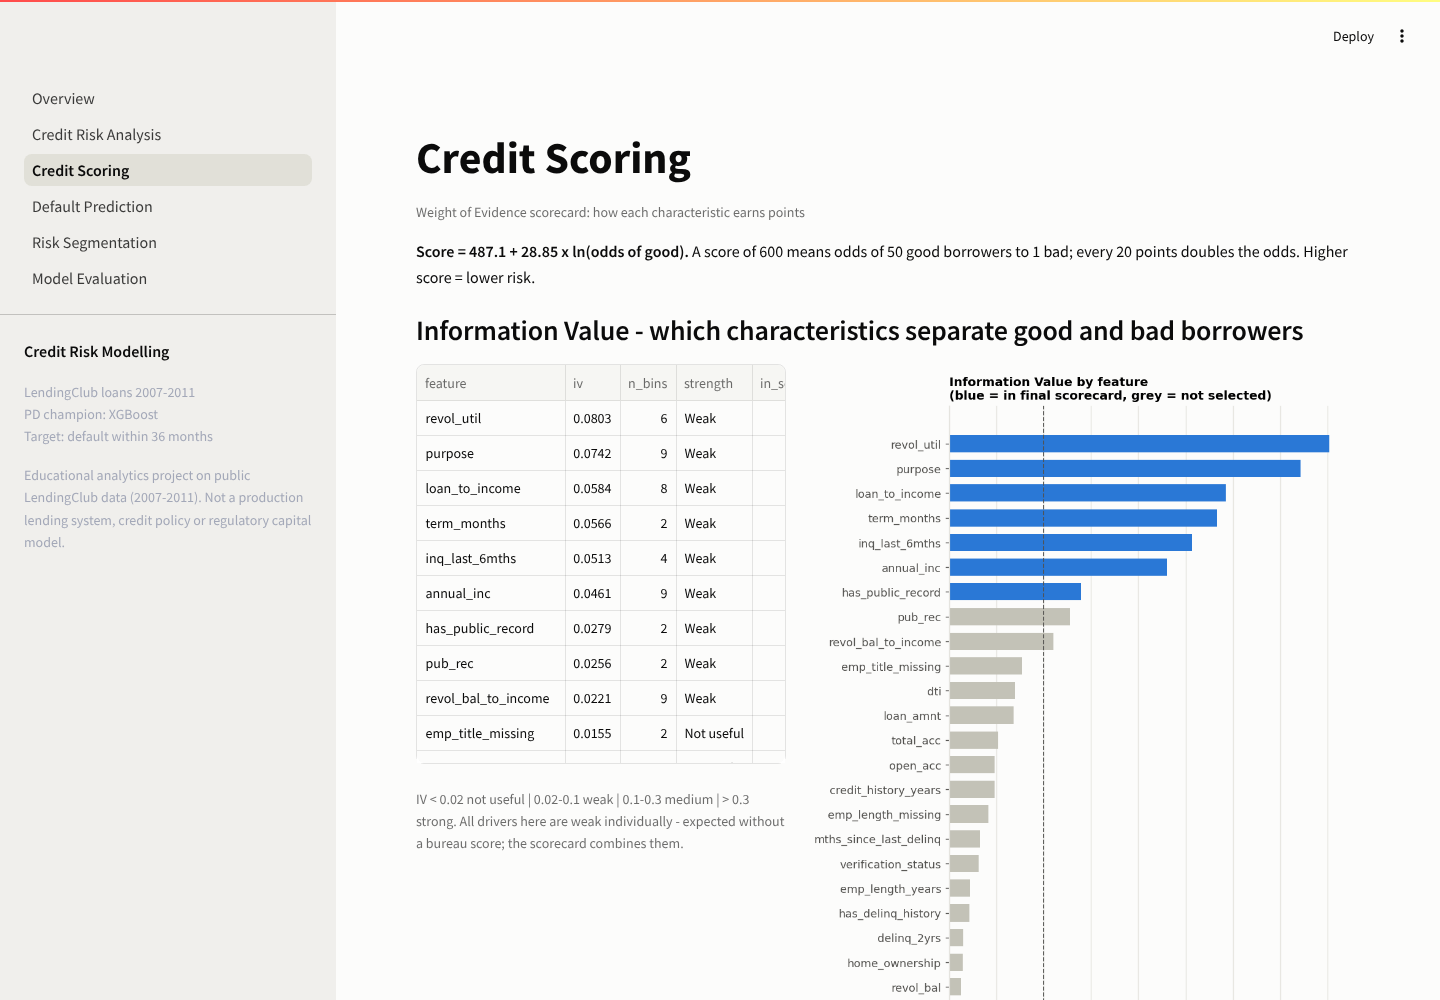 Deploy
Overview
Credit Risk Analysis
Credit Scoring
Default Prediction
Risk Segmentation
Model Evaluation
Credit Risk Modelling
LendingClub loans 2007-2011
PD champion: XGBoost
Target: default within 36 months
Educational analytics project on public
LendingClub data (2007-2011). Not a production
lending system, credit policy or regulatory capital
model.
Credit Scoring
Weight of Evidence scorecard: how each characteristic earns points
Score = 487.1 + 28.85 x ln(odds of good). A score of 600 means odds of 50 good borrowers to 1 bad; every 20 points doubles the odds. Higher
score = lower risk.
Information Value - which characteristics separate good and bad borrowers
feature iv n_bins strength in_s
revol_util 0.0803 6 Weak
purpose 0.0742 9 Weak
loan_to_income 0.0584 8 Weak
term_months 0.0566 2 Weak
inq_last_6mths 0.0513 4 Weak
annual_inc 0.0461 9 Weak
has_public_record 0.0279 2 Weak
pub_rec 0.0256 2 Weak
revol_bal_to_income 0.0221 9 Weak
emp_title_missing 0.0155 2 Not useful
IV < 0.02 not useful | 0.02-0.1 weak | 0.1-0.3 medium | > 0.3
strong. All drivers here are weak individually - expected without
a bureau score; the scorecard combines them.
Information Value by feature
(blue = in final scorecard, grey = not selected)
revol_util
purpose
loan_to_income
term_months
inq_last_6mths
annual_inc
has_public_record
pub_rec
revol_bal_to_income
emp_title_missing
dti
loan_amnt
total_acc
open_acc
credit_history_years
emp_length_missing
mths_since_last_delinq
verification_status
emp_length_years
has_delinq_history
delinq_2yrs
home_ownership
revol_bal